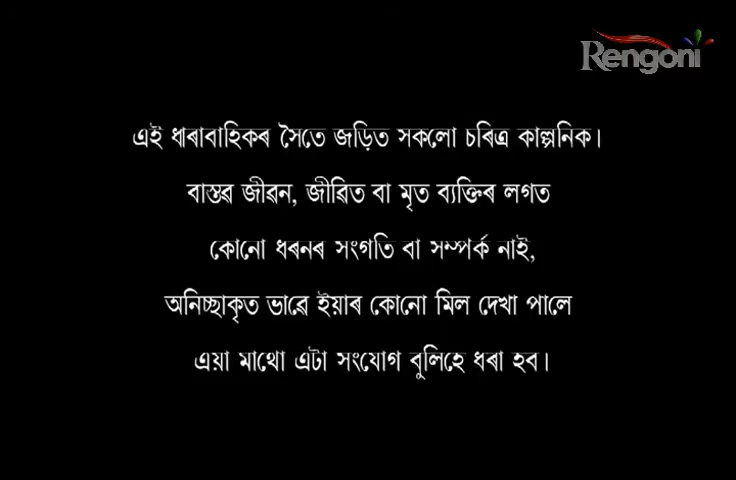 Rengoni
এই ধাৰাবাহিকৰ সৈতে জড়িত সকলো চৰিত্ৰ কাল্পনিক।
বাস্তৱ জীৱন, জীৱিত বা মৃত ব্যক্তিৰ লগত
কোনো ধৰনৰ সংগতি বা সম্পৰ্ক নাই,
অনিচ্ছাকৃত ভাৱে ইয়াৰ কোনো মিল দেখা পালে
এয়া মাথো এটা সংযোগ বুলিহে ধৰা হব।